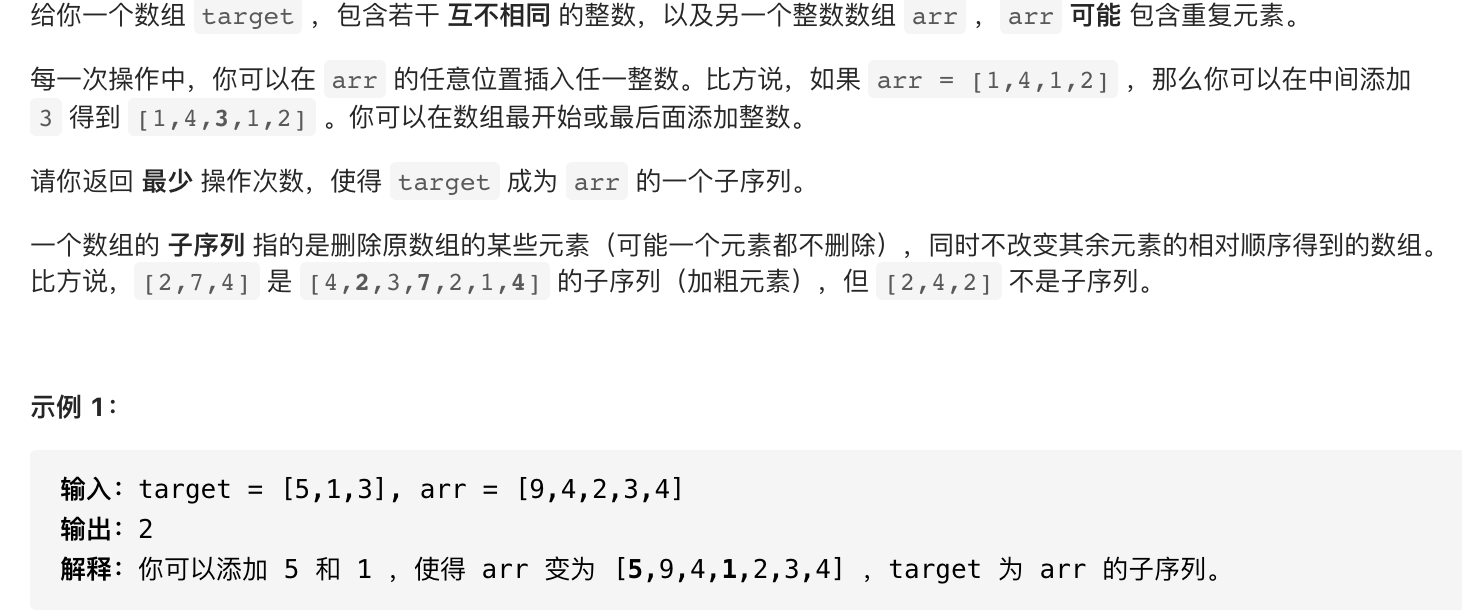 给你一个数组 target ，包含若干 互不相同 的整数，以及另一个整数数组 arr ， arr 可能 包含重复元素。
每一次操作中，你可以在 arr 的任意位置插入任一整数。比方说，如果 arr = [1,4,1,2] ，那么你可以在中间添加
3 得到 [1,4,3,1,2] 。你可以在数组最开始或最后面添加整数。
请你返回 最少 操作次数，使得 target 成为 arr 的一个子序列。
一个数组的 子序列 指的是删除原数组的某些元素（可能一个元素都不删除），同时不改变其余元素的相对顺序得到的数组。
比方说， [2,7,4] 是 [4,2,3,7,2,1,4] 的子序列（加粗元素），但 [2,4,2] 不是子序列。
示例 1：
输入：target = [5,1,3], arr = [9,4,2,3,4]
输出：2
解释：你可以添加 5 和 1 ，使得 arr 变为 [5,9,4,1,2,3,4] ，target 为 arr 的子序列。